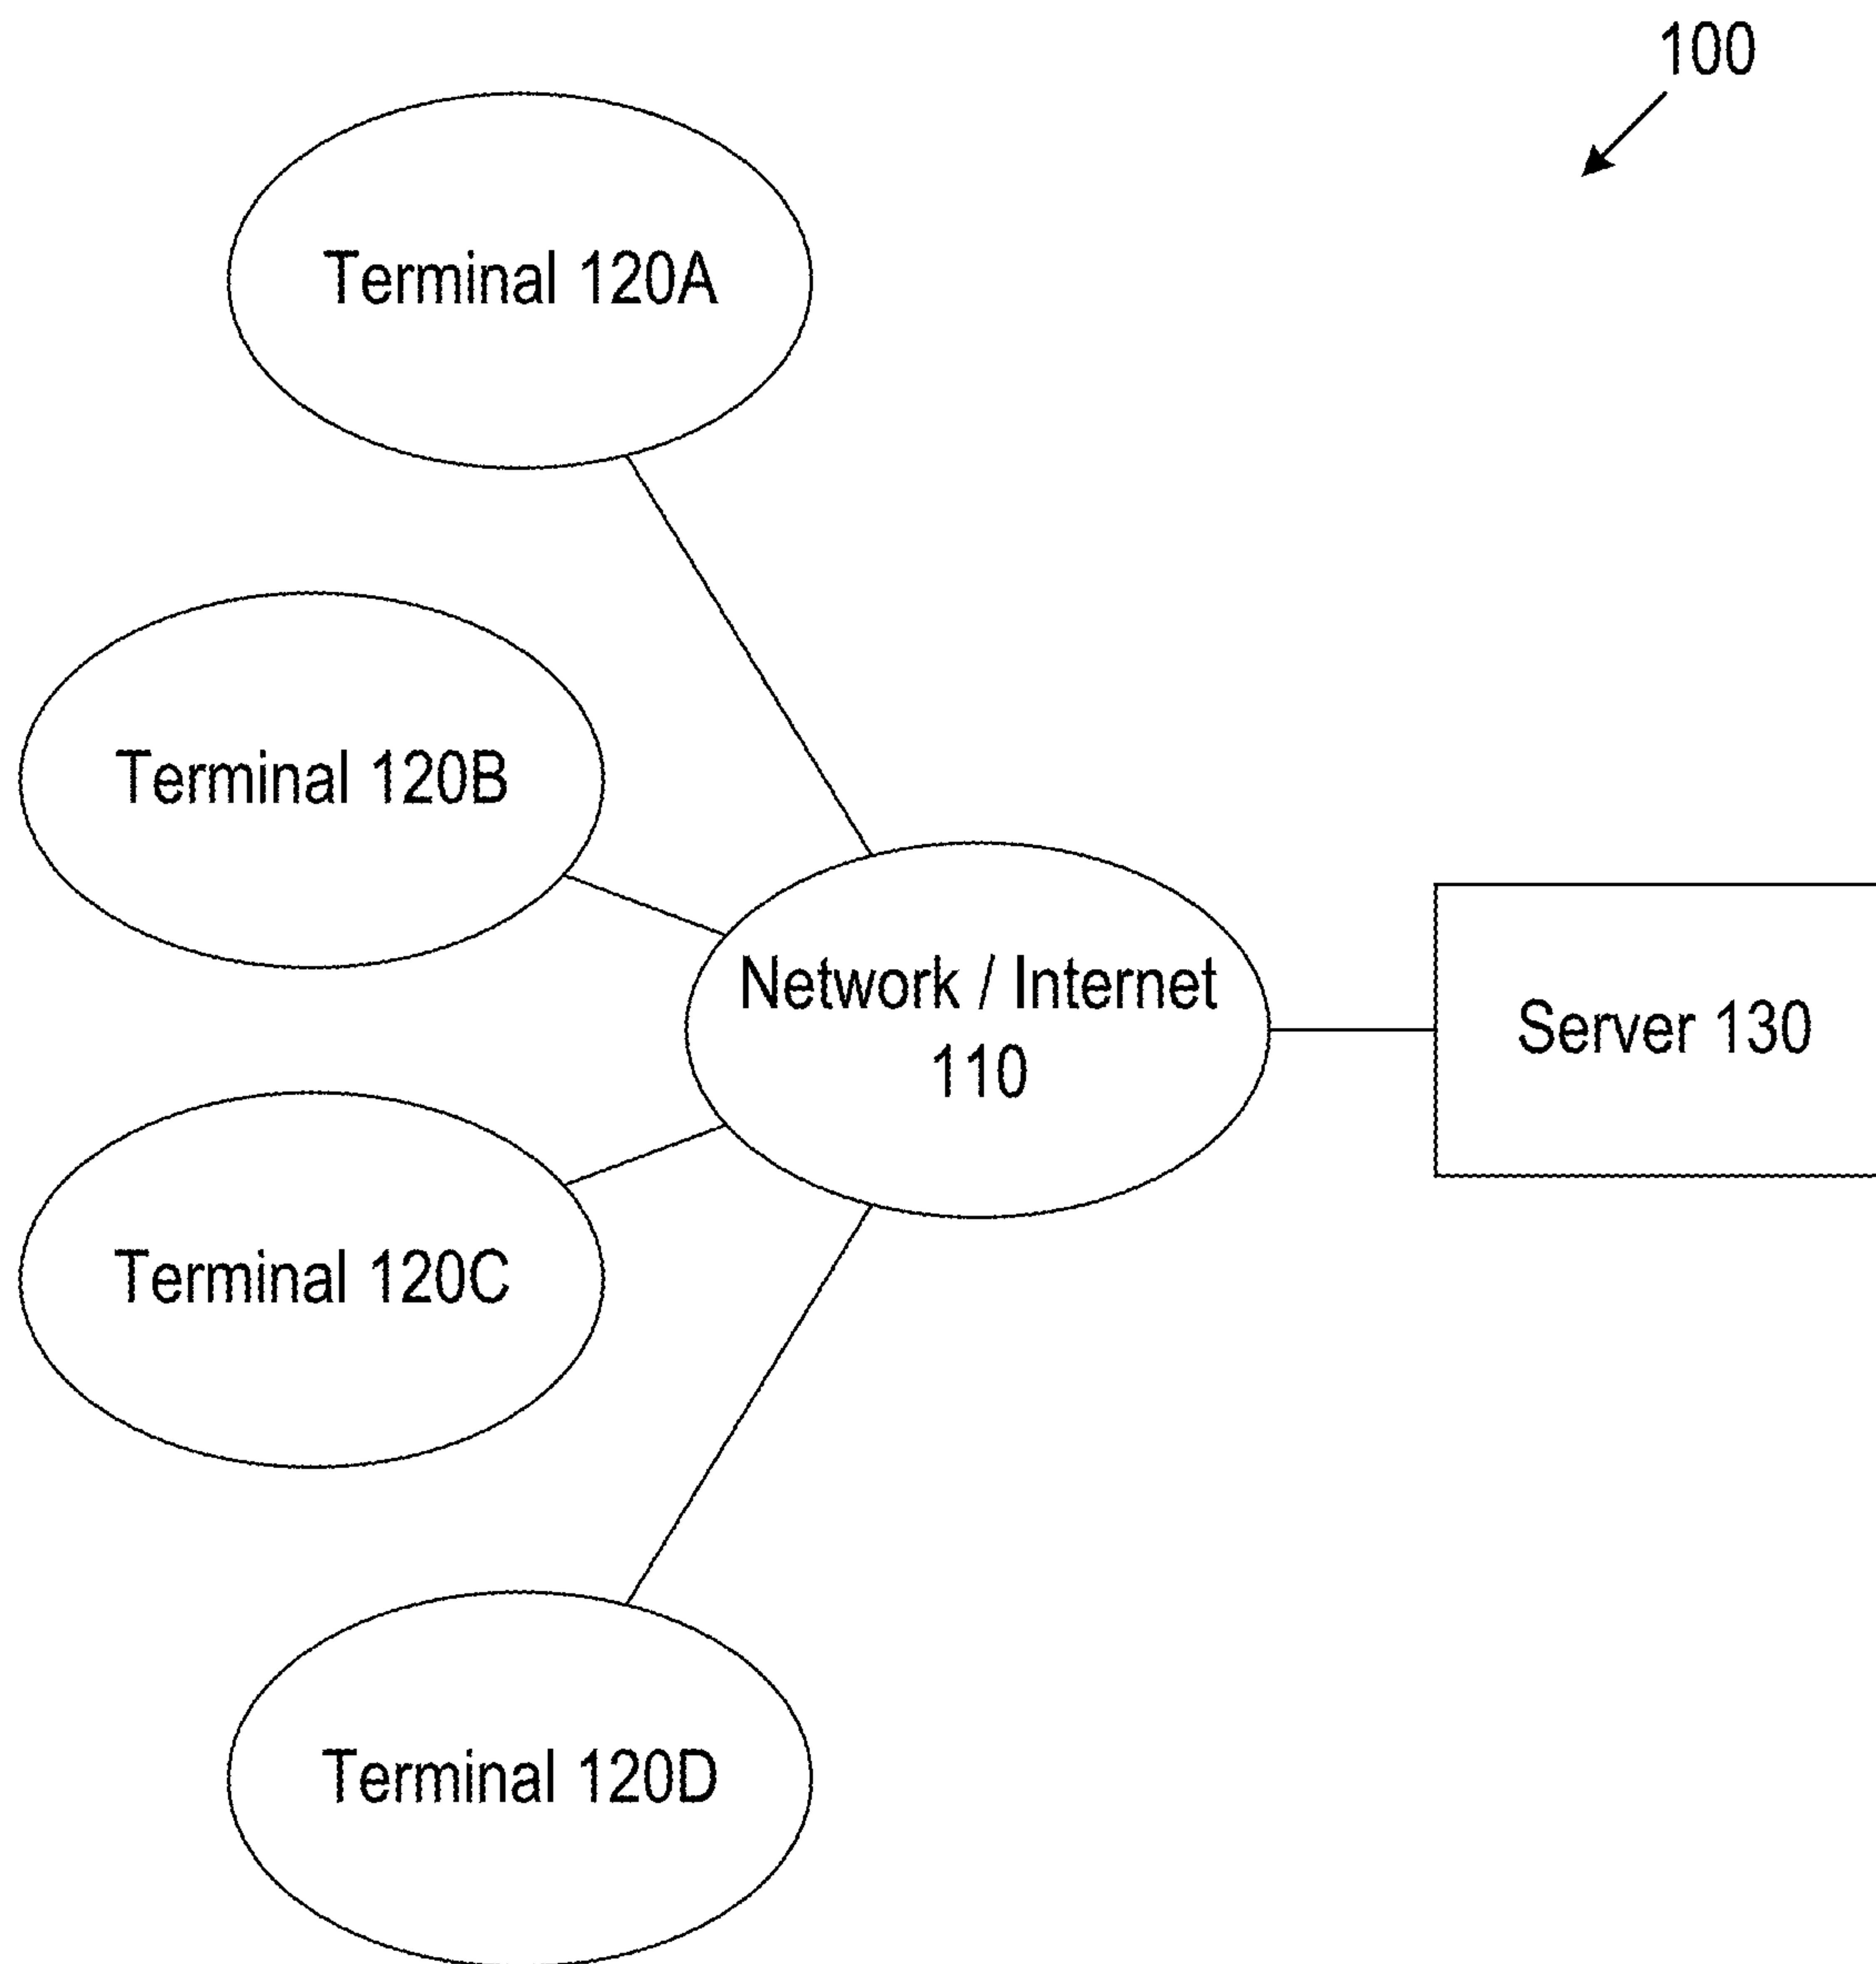 100
Terminal 120A
Terminal 120B
Network / Internet
110
Server 130
Terminal 120C
Terminal 120D